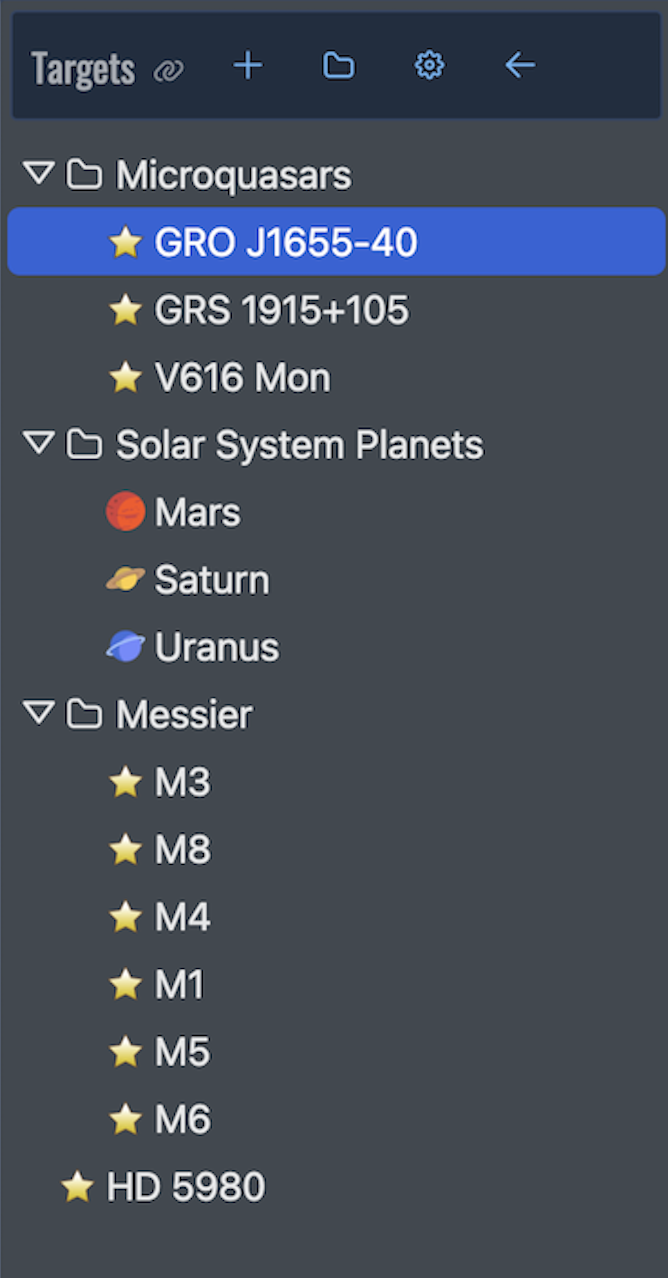 Targets
Microquasars
GRO J1655-40
GRS 1915+105
V616 Mon
Solar System Planets
Mars
Saturn
Uranus
Messier
M3
M8
M4
M1
M5
M6
HD 5980